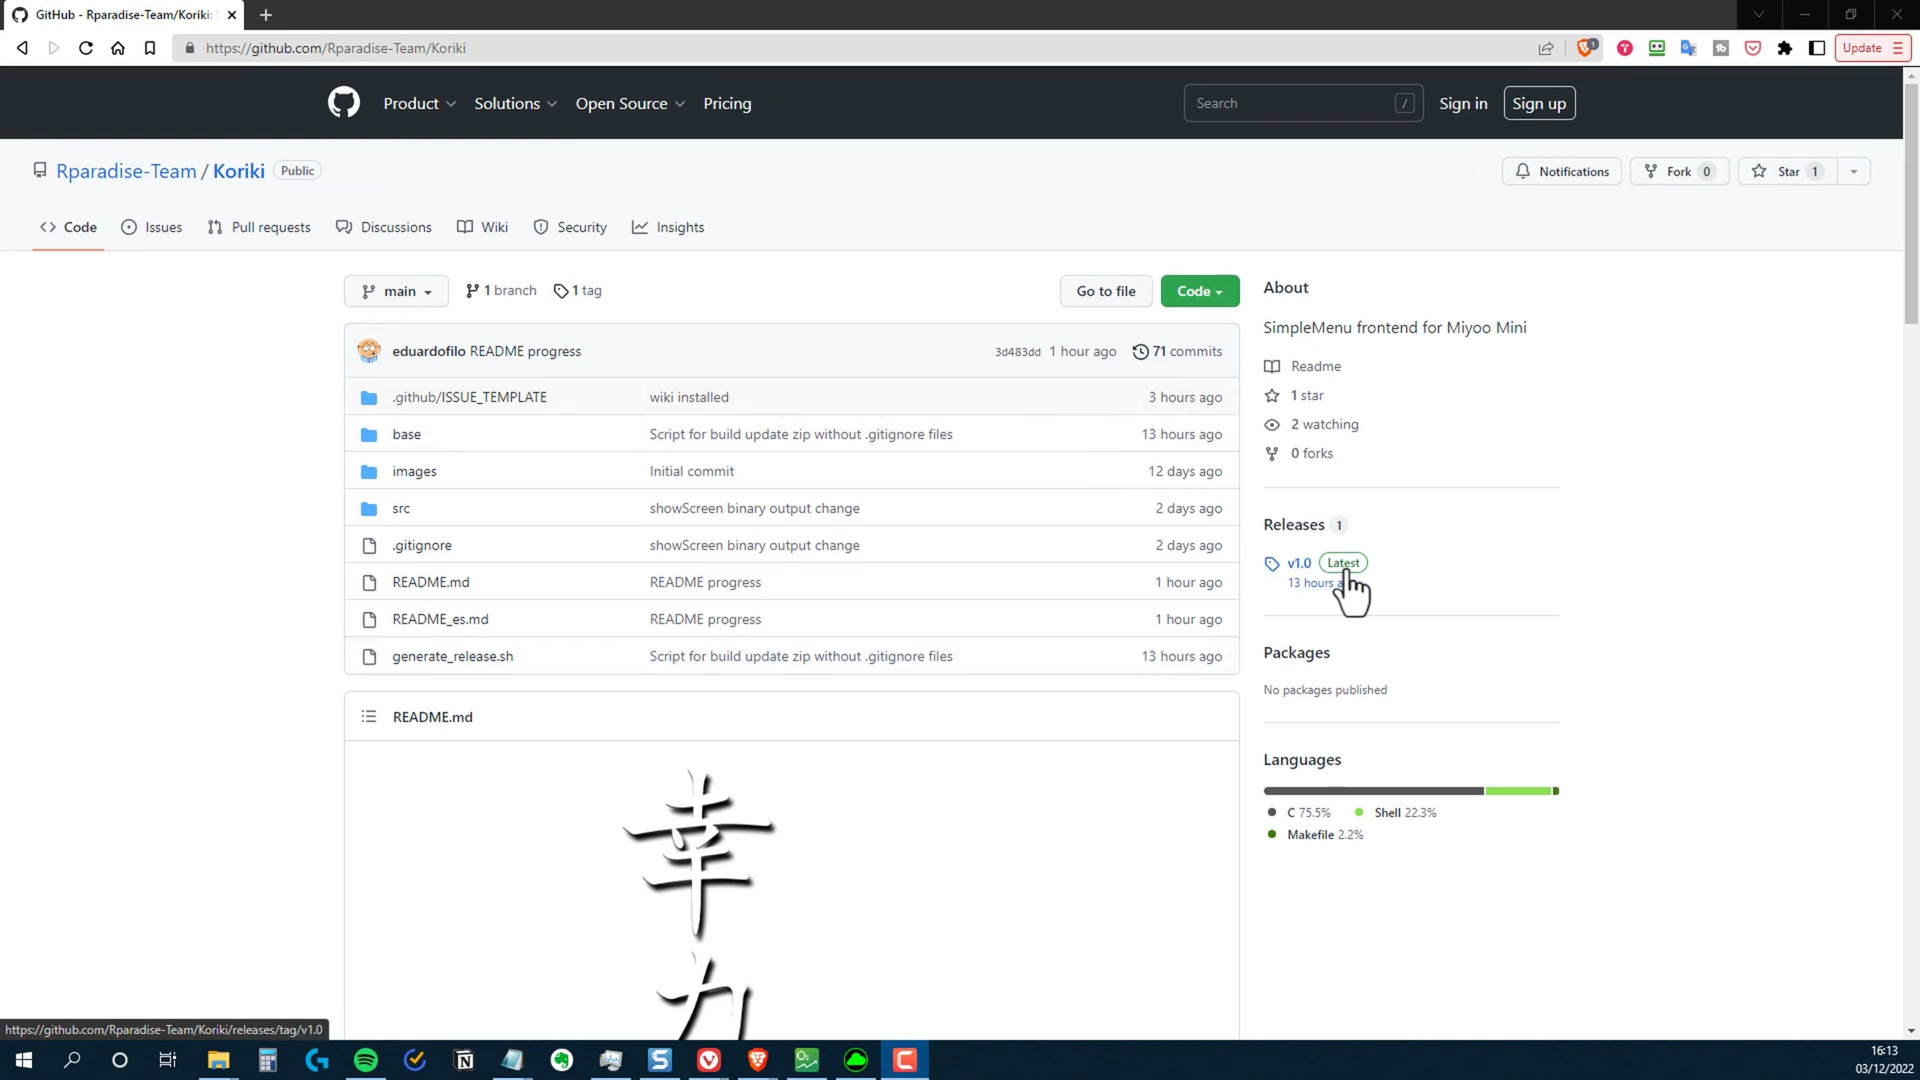 GitHub - Rparadise-Team/Koriki:
https://github.com/Rparadise-Team/Koriki
1
Update
Product
Solutions
Open Source
Pricing
Search
/
Sign in
Sign up
Rparadise-Team / Koriki
Public
Notifications
Fork 0
Star 1
Code
Issues
Pull requests
Discussions
Wiki
Security
Insights
main
1 branch
1 tag
Go to file
Code
eduardofilo README progress
3d483dd 1 hour ago
71 commits
.github/ISSUE_TEMPLATE
wiki installed
3 hours ago
base
Script for build update zip without .gitignore files
13 hours ago
images
Initial commit
12 days ago
src
showScreen binary output change
2 days ago
.gitignore
showScreen binary output change
2 days ago
README.md
README progress
1 hour ago
README_es.md
README progress
1 hour ago
generate_release.sh
Script for build update zip without .gitignore files
13 hours ago
README.md
幸
力
About
SimpleMenu frontend for Miyoo Mini
Readme
1 star
2 watching
0 forks
Releases 1
v1.0 Latest
13 hours
Packages
No packages published
Languages
C 75.5%
Shell 22.3%
Makefile 2.2%
https://github.com/Rparadise-Team/Koriki/releases/tag/v1.0
16:13
03/12/2022